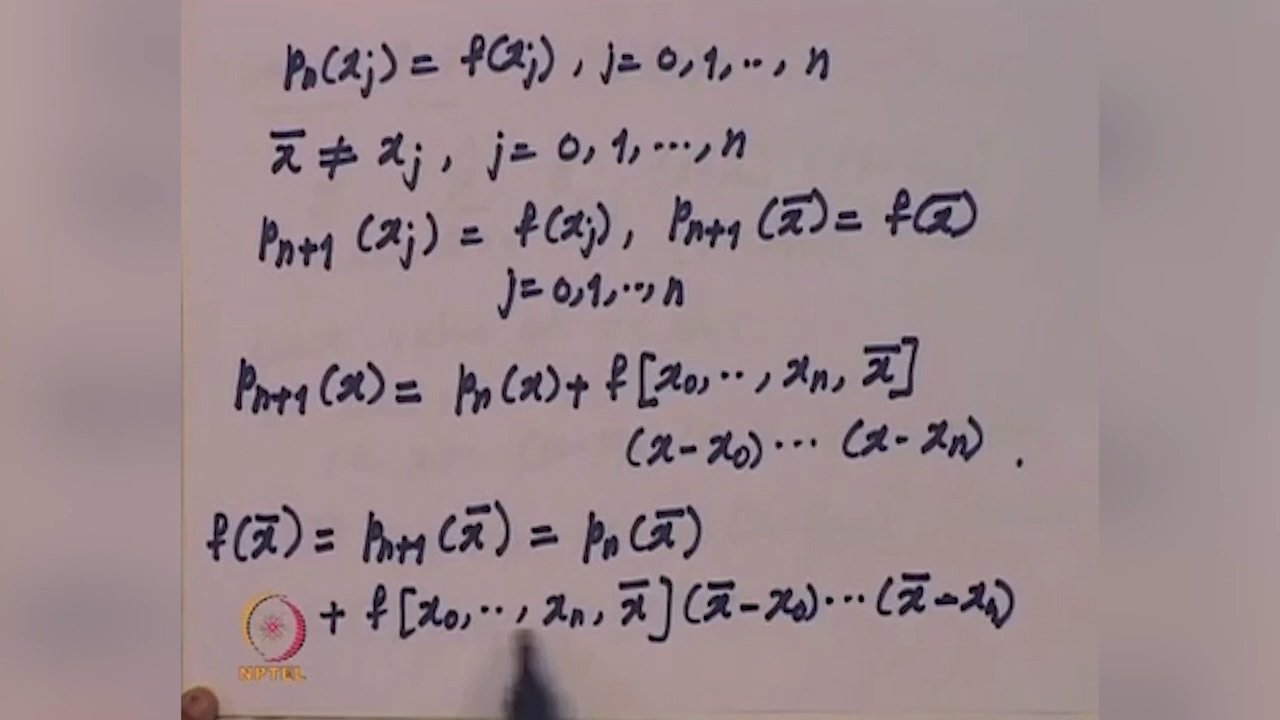 pₙ(xⱼ) = f(xⱼ), j = 0, 1, .., n
x̄ ≠ xⱼ, j = 0, 1, ..., n
pₙ₊₁(xⱼ) = f(xⱼ), pₙ₊₁(x̄) = f(x̄)
j = 0, 1, .., n
pₙ₊₁(x) = pₙ(x) + f[x₀, .., xₙ, x̄]
(x - x₀) ... (x - xₙ).
f(x̄) = pₙ₊₁(x̄) = pₙ(x̄)
+ f[x₀, .., xₙ, x̄](x̄ - x₀) ... (x̄ - xₙ)
NPTEL